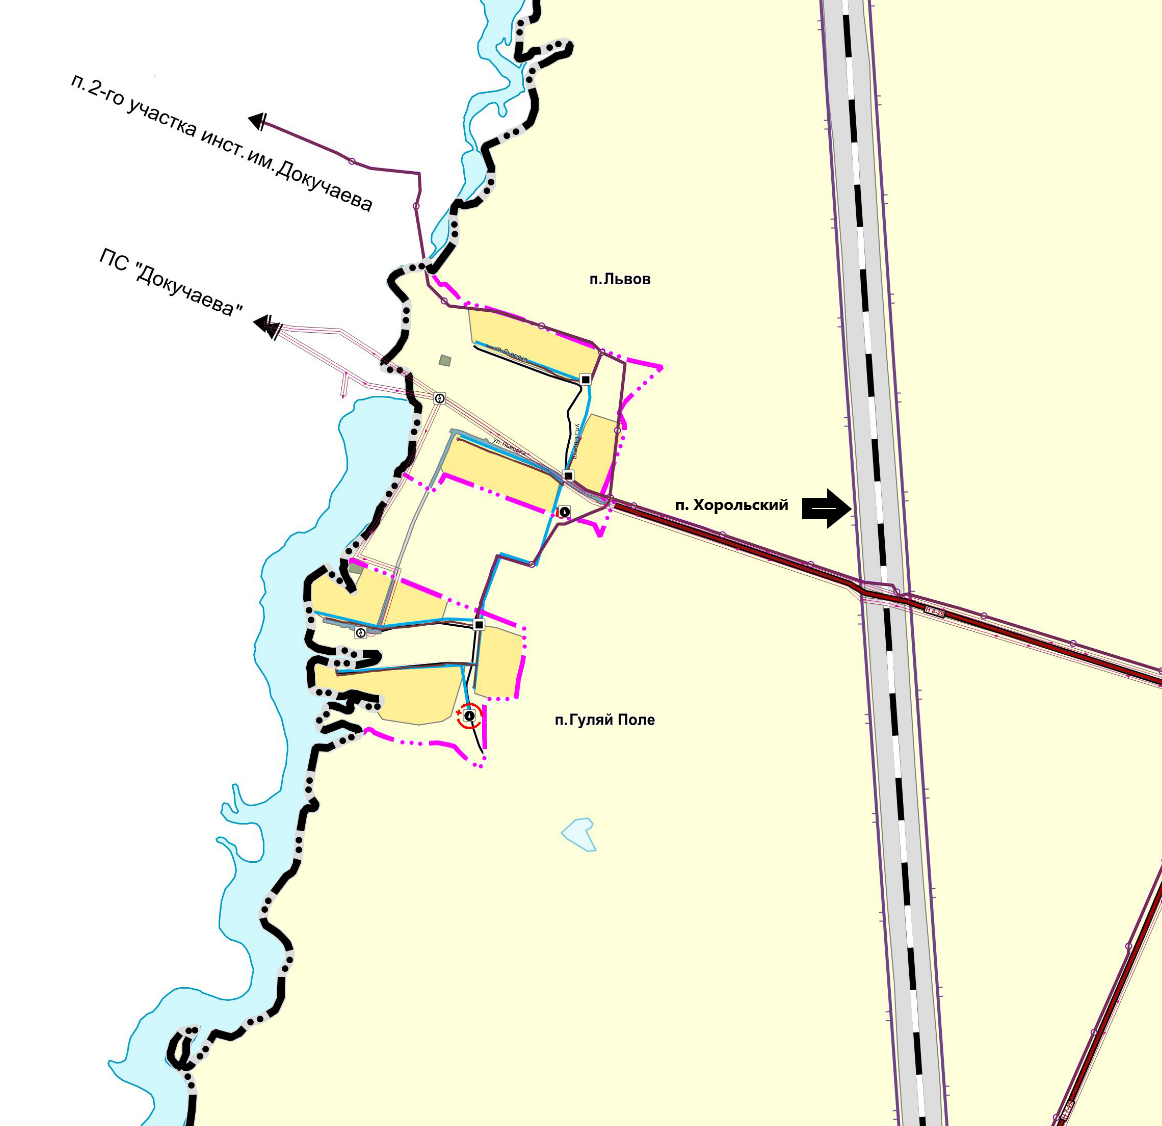 п.2-го участка инст.им.Докучаева
ПС "Докучаева"
п.Львов
п. Хорольский
п.Гуляй Поле